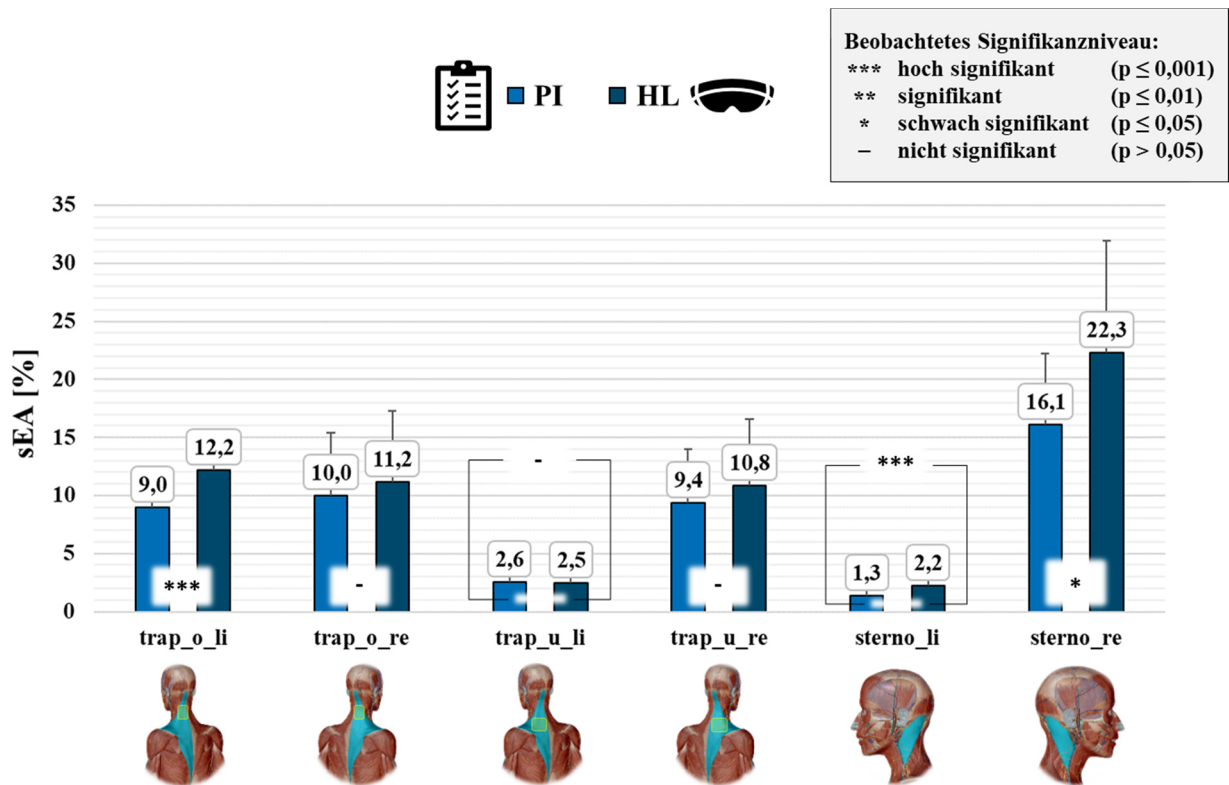 Beobachtetes Signifikanzniveau:
*** hoch signifikant (p ≤ 0,001)
** signifikant (p ≤ 0,01)
* schwach signifikant (p ≤ 0,05)
– nicht signifikant (p > 0,05)
PI HL
sEA [%]
35
30
25
20
15
10
5
0
9,0 12,2 10,0 11,2 2,6 2,5 9,4 10,8 1,3 2,2 16,1 22,3
*** - - - *** *
trap_o_li trap_o_re trap_u_li trap_u_re sterno_li sterno_re